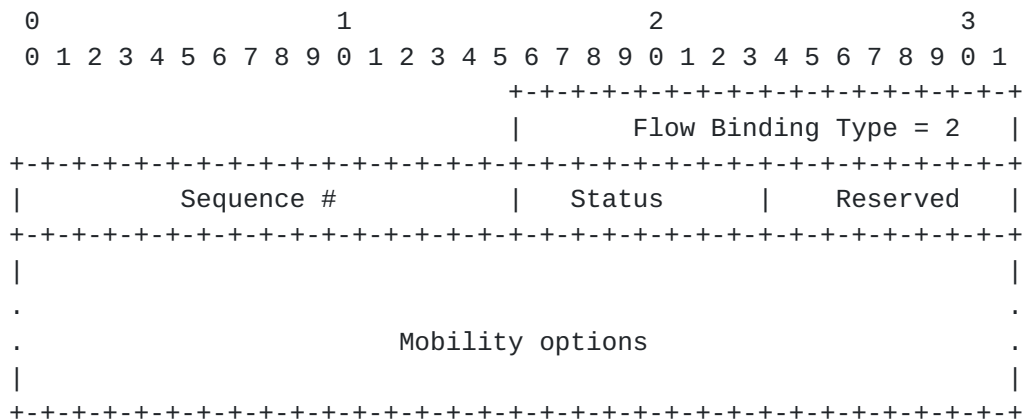 0                   1                   2                   3
 0 1 2 3 4 5 6 7 8 9 0 1 2 3 4 5 6 7 8 9 0 1 2 3 4 5 6 7 8 9 0 1
                                +-+-+-+-+-+-+-+-+-+-+-+-+-+-+-+-+
                                |       Flow Binding Type = 2   |
+-+-+-+-+-+-+-+-+-+-+-+-+-+-+-+-+-+-+-+-+-+-+-+-+-+-+-+-+-+-+-+-+
|          Sequence #           |   Status      |    Reserved   |
+-+-+-+-+-+-+-+-+-+-+-+-+-+-+-+-+-+-+-+-+-+-+-+-+-+-+-+-+-+-+-+-+
|                                                               |
.                                                               .
.                        Mobility options                       .
|                                                               |
+-+-+-+-+-+-+-+-+-+-+-+-+-+-+-+-+-+-+-+-+-+-+-+-+-+-+-+-+-+-+-+-+